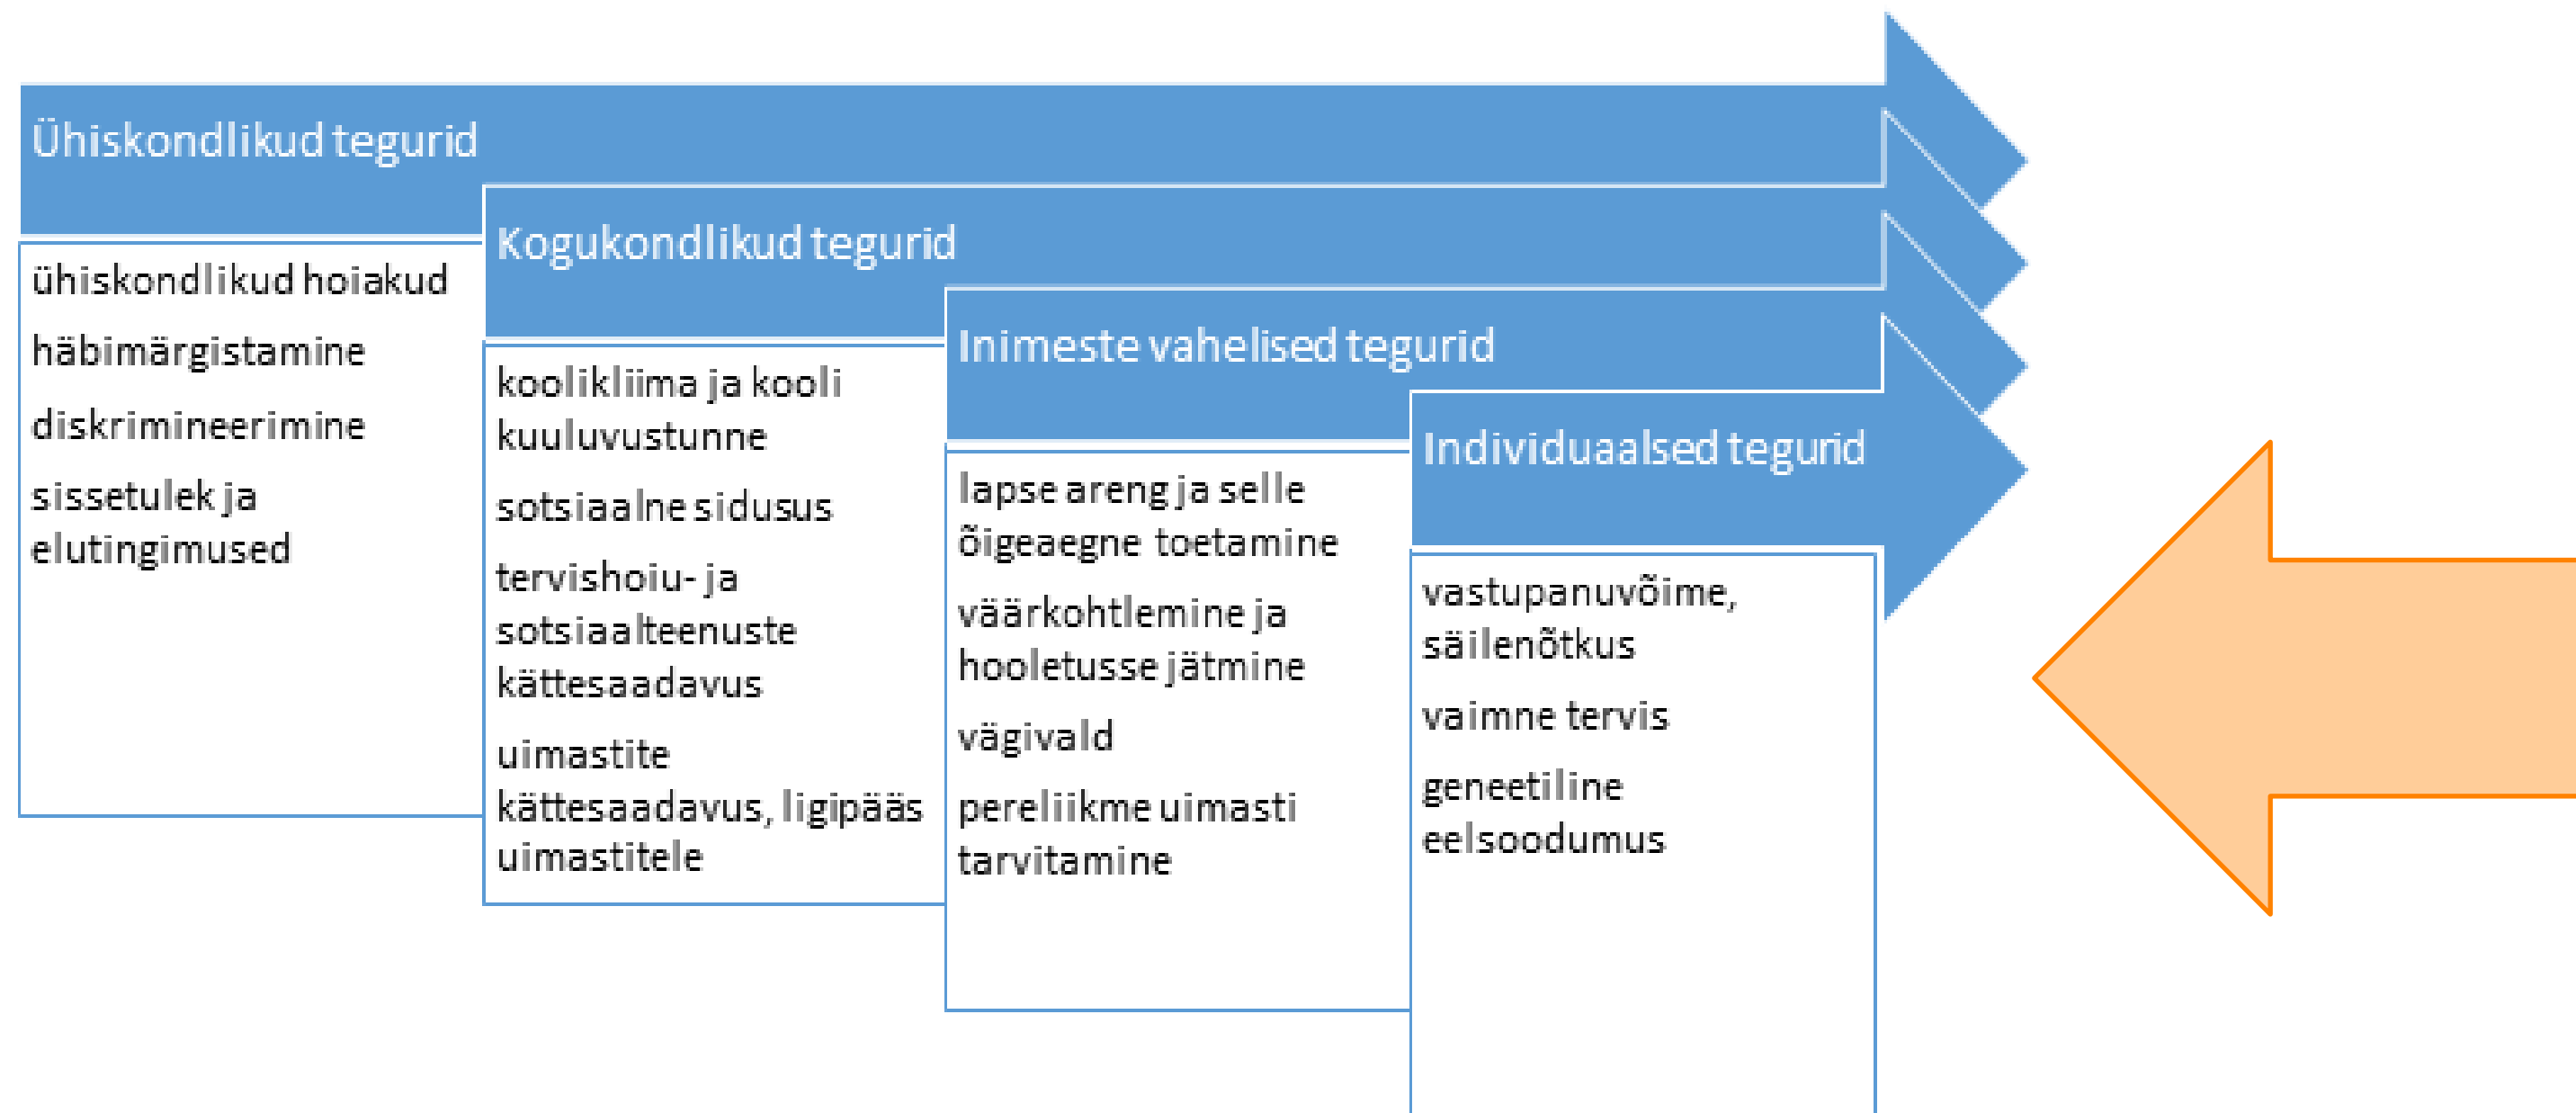 Ühiskondlikud tegurid
ühiskondlikud hoiakud
häbimärgistamine
diskrimineerimine
sissetulek ja
elutingimused
Kogukondlikud tegurid
koolikliima ja kooli
kuuluvustunne
sotsiaalne sidusus
tervishoiu- ja
sotsiaalteenuste
kättesaadavus
uimastite
kättesaadavus, ligipääs
uimastitele
Inimeste vahelised tegurid
lapse areng ja selle
õigeaegne toetamine
väärkohtlemine ja
hooletusse jätmine
vägivald
pereliikme uimasti
tarvitamine
Individuaalsed tegurid
vastupanuvõime,
säilenõtkus
vaimne tervis
geneetiline
eelsoodumus